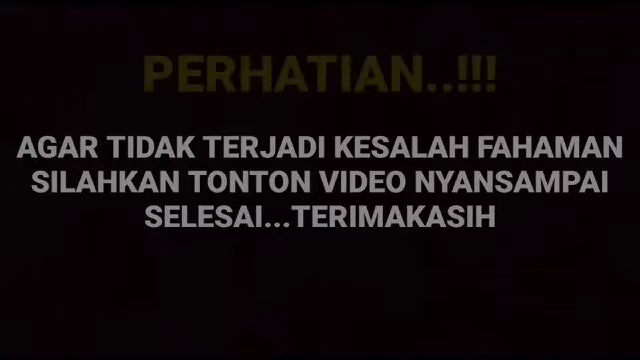 PERHATIAN..!!!
AGAR TIDAK TERJADI KESALAH FAHAMAN
SILAHKAN TONTON VIDEO NYANSAMPAI
SELESAI...TERIMAKASIH